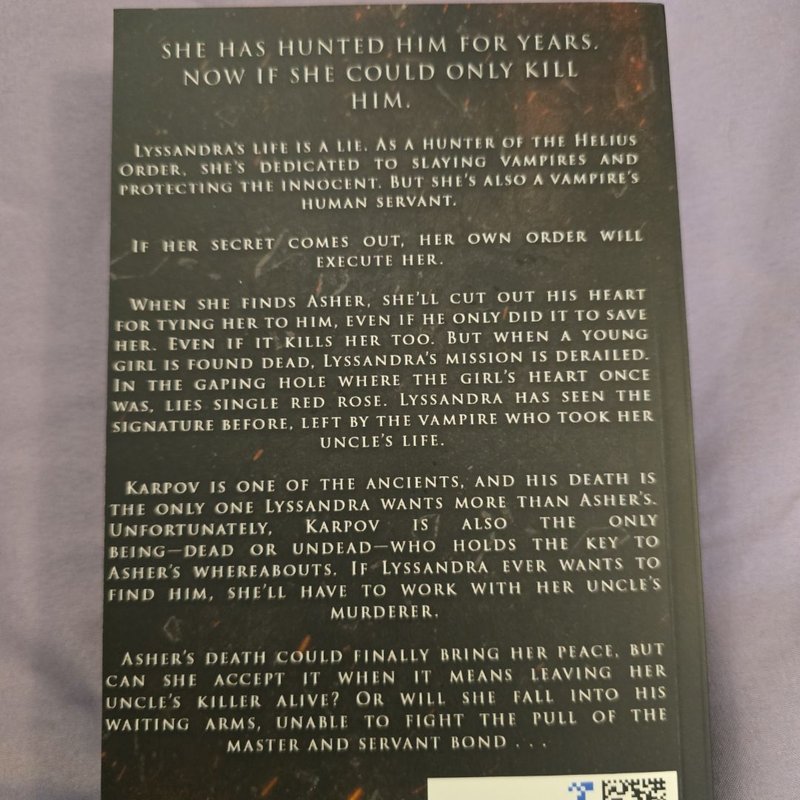 SHE HAS HUNTED HIM FOR YEARS.
NOW IF SHE COULD ONLY KILL
HIM.
LYSSANDRA'S LIFE IS A LIE. AS A HUNTER OF THE HELIUS
ORDER, SHE'S DEDICATED TO SLAYING VAMPIRES AND
PROTECTING THE INNOCENT. BUT SHE'S ALSO A VAMPIRE'S
HUMAN SERVANT.
IF HER SECRET COMES OUT, HER OWN ORDER WILL
EXECUTE HER.
WHEN SHE FINDS ASHER, SHE'LL CUT OUT HIS HEART
FOR TYING HER TO HIM, EVEN IF HE ONLY DID IT TO SAVE
HER. EVEN IF IT KILLS HER TOO. BUT WHEN A YOUNG
GIRL IS FOUND DEAD, LYSSANDRA'S MISSION IS DERAILED.
IN THE GAPING HOLE WHERE THE GIRL'S HEART ONCE
WAS, LIES SINGLE RED ROSE. LYSSANDRA HAS SEEN THE
SIGNATURE BEFORE, LEFT BY THE VAMPIRE WHO TOOK HER
UNCLE'S LIFE.
KARPOV IS ONE OF THE ANCIENTS, AND HIS DEATH IS
THE ONLY ONE LYSSANDRA WANTS MORE THAN ASHER'S.
UNFORTUNATELY, KARPOV IS ALSO THE ONLY
BEING—DEAD OR UNDEAD—WHO HOLDS THE KEY TO
ASHER'S WHEREABOUTS. IF LYSSANDRA EVER WANTS TO
FIND HIM, SHE'LL HAVE TO WORK WITH HER UNCLE'S
MURDERER.
ASHER'S DEATH COULD FINALLY BRING HER PEACE, BUT
CAN SHE ACCEPT IT WHEN IT MEANS LEAVING HER
UNCLE'S KILLER ALIVE? OR WILL SHE FALL INTO HIS
WAITING ARMS, UNABLE TO FIGHT THE PULL OF THE
MASTER AND SERVANT BOND . . .